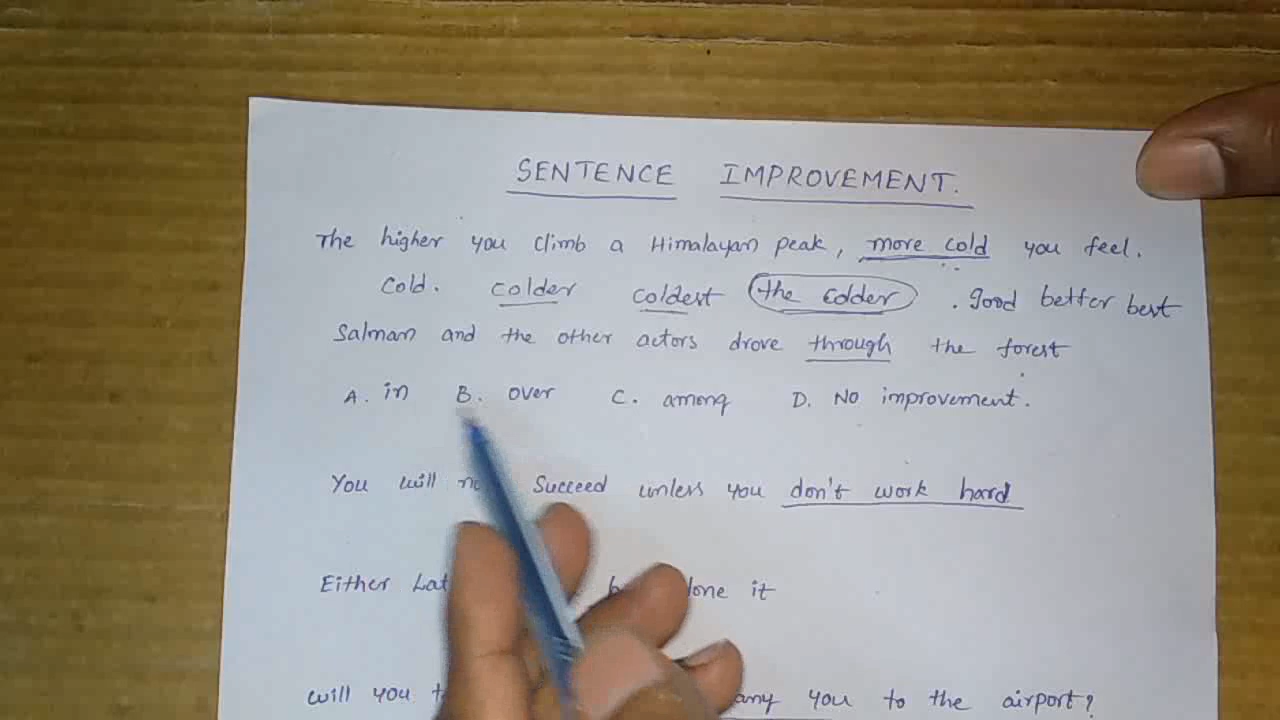 SENTENCE IMPROVEMENT.
The higher you climb a Himalayan peak, more cold you feel.
Cold. colder coldest the colder . Good better best
Salman and the other actors drove through the forest
A. in B. over C. among D. No improvement.
You will Succeed unless you don't work hard
Either it
will you you to the airport?